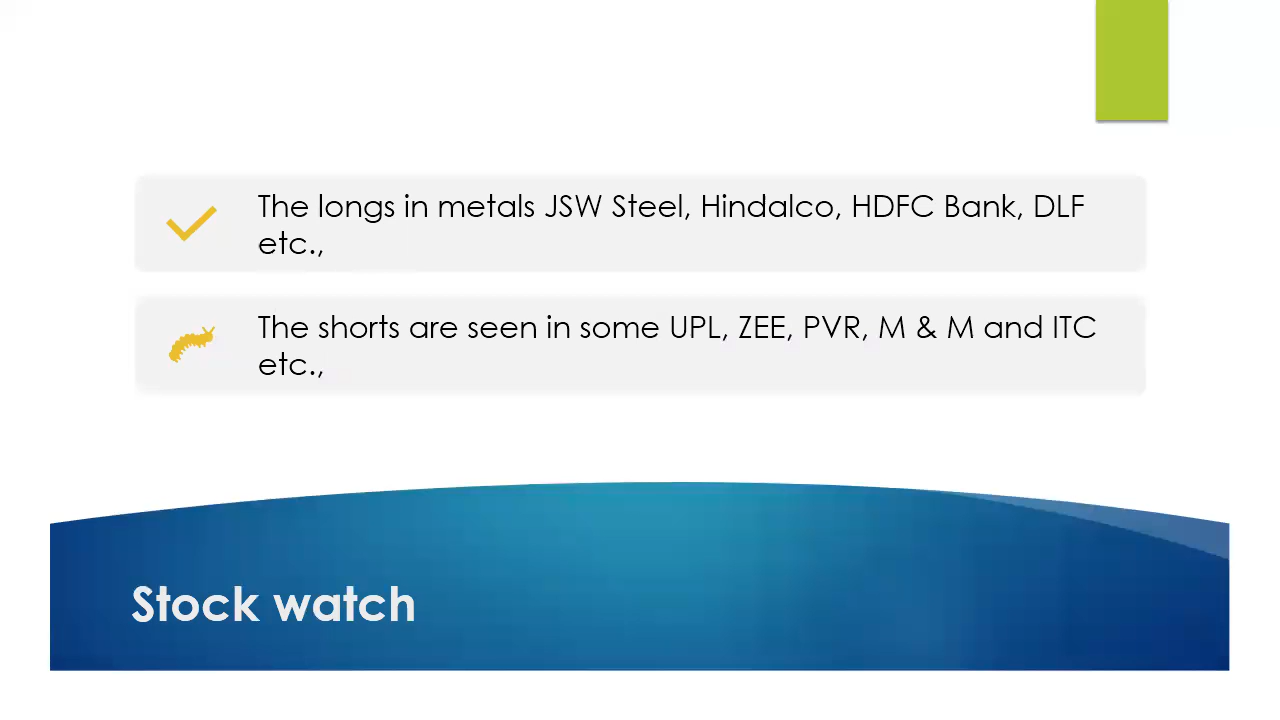 The longs in metals JSW Steel, Hindalco, HDFC Bank, DLF
etc.,
The shorts are seen in some UPL, ZEE, PVR, M & M and ITC
etc.,
Stock watch